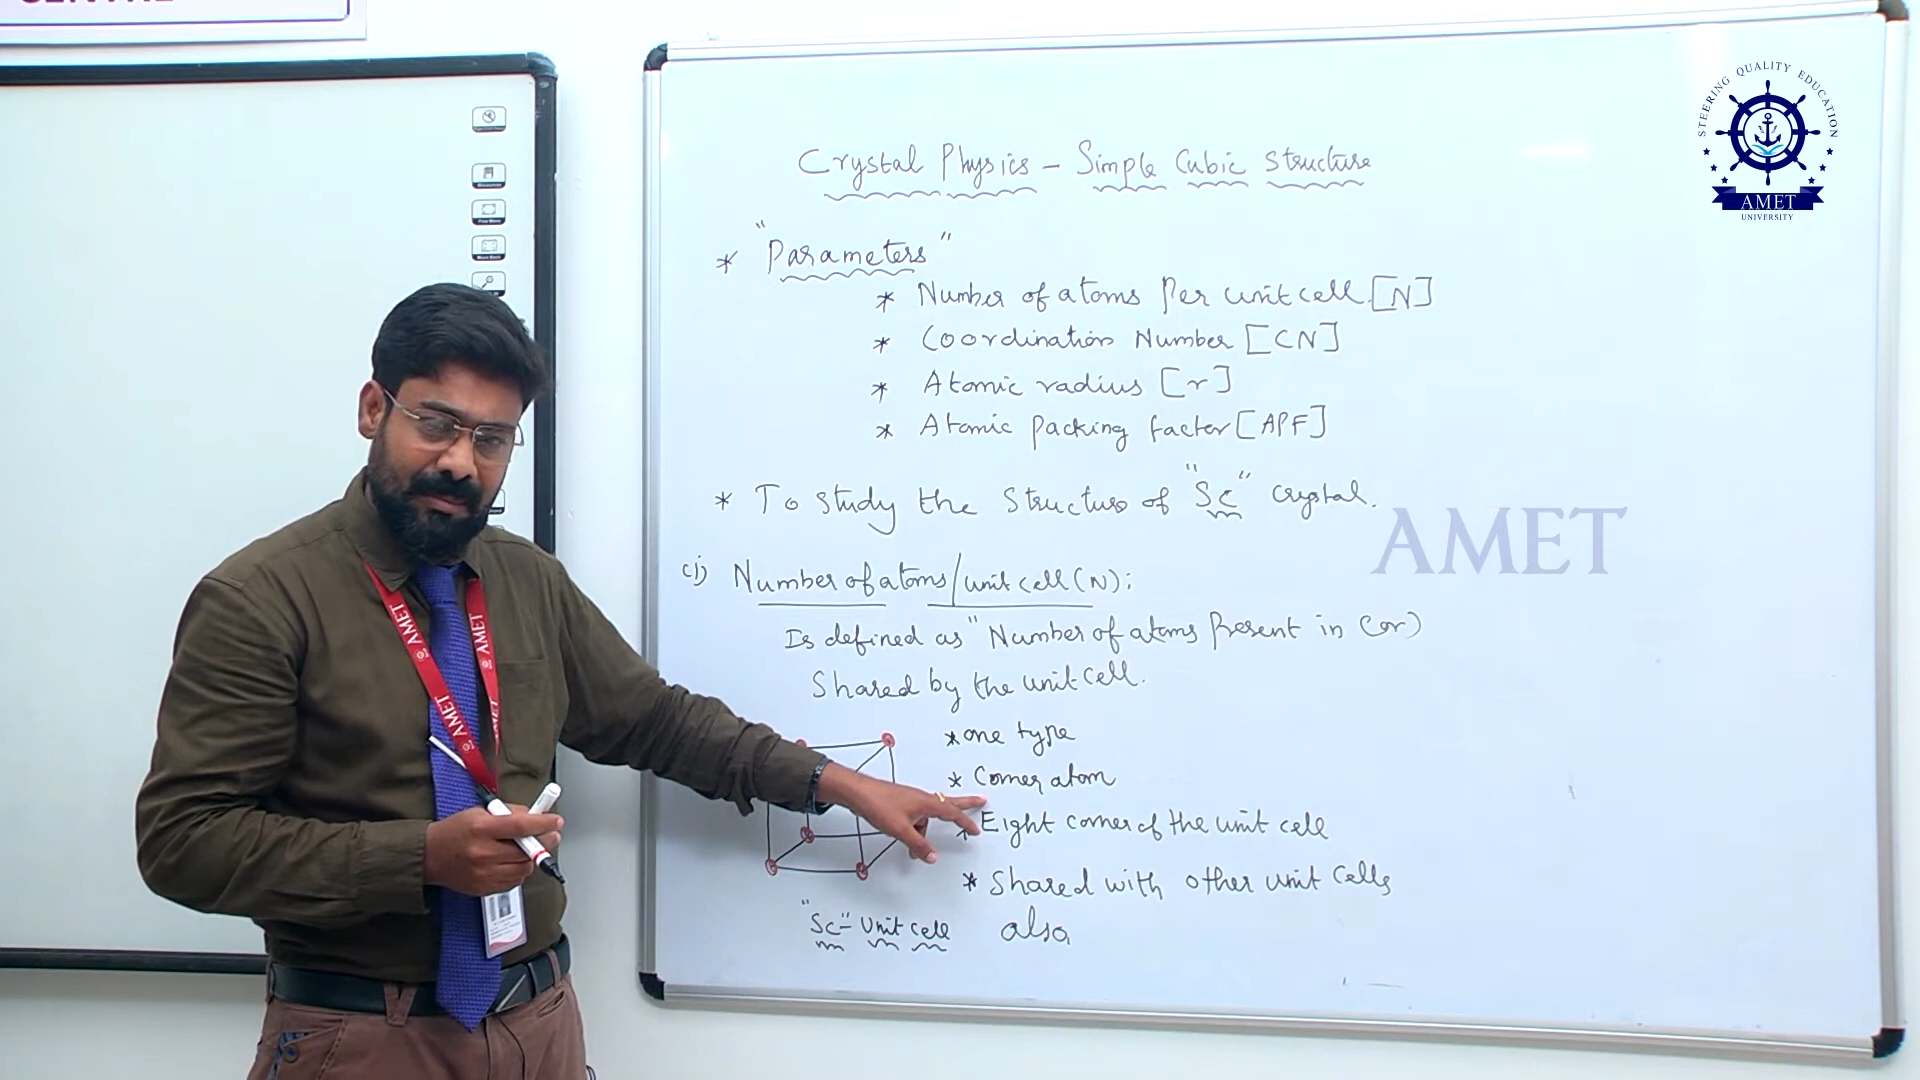 CENTRE
STEERING QUALITY EDUCATION
AMET
UNIVERSITY
Crystal Physics - Simple Cubic Structure
* "Parameters"
* Number of atoms Per unit cell [N]
* Coordination Number [CN]
* Atomic radius [r]
* Atomic packing factor [APF]
* To study the Structure of "Sc" crystal.
AMET
(i) Number of atoms/unit cell (N):
Is defined as "Number of atoms Present in (or)
Shared by the unit cell.
* one type
* Corner atom
* Eight corner of the unit cell
* Shared with other unit cells
also
"Sc"- Unit cell
AMET
AMET
AMET